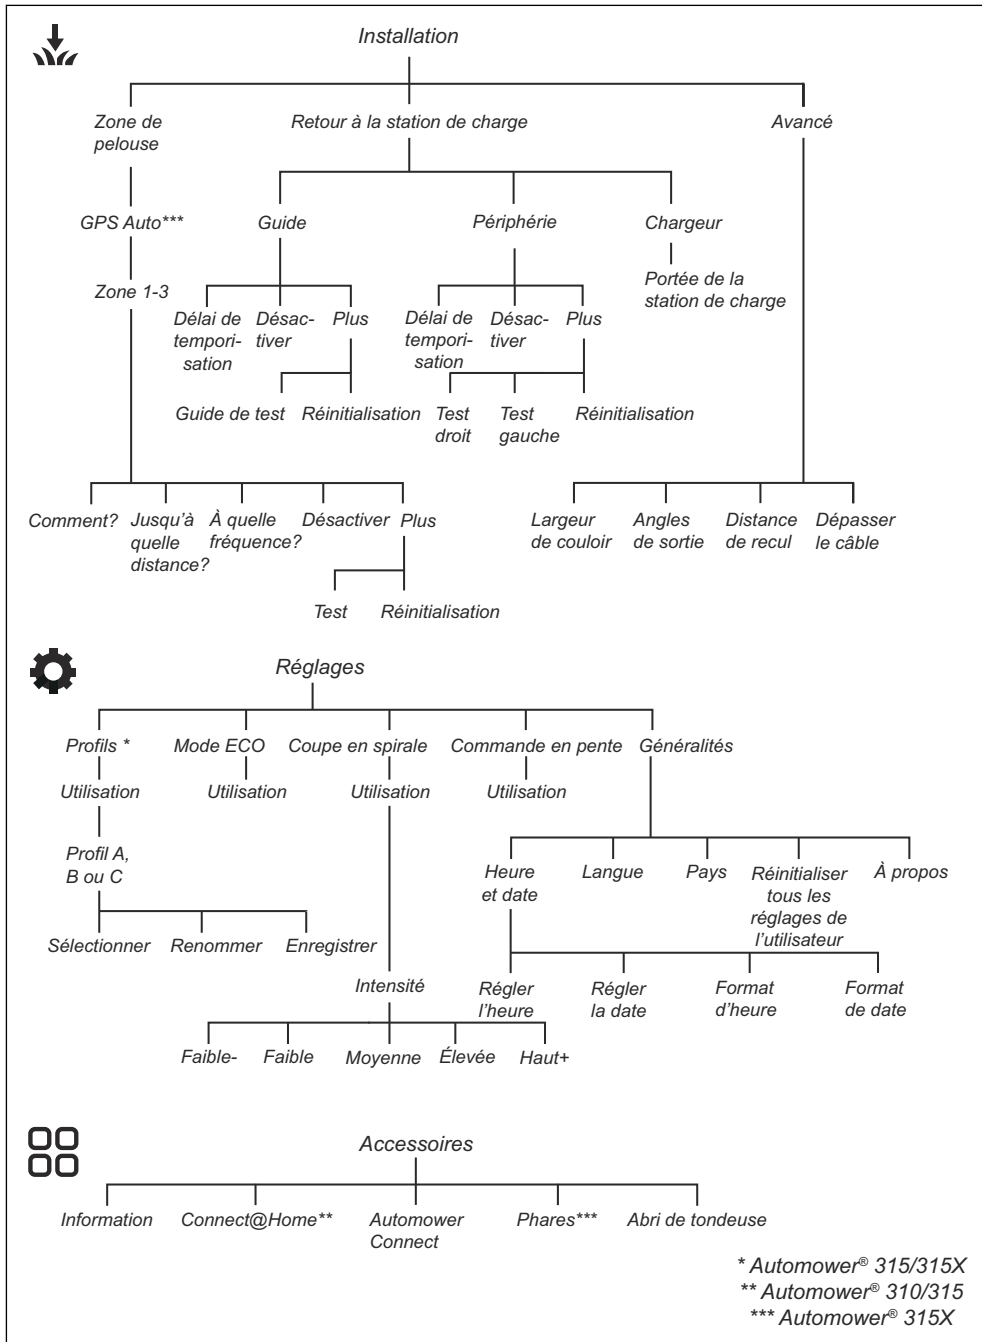 Installation
Zone de
pelouse
Retour à la station de charge
Avancé
GPS Auto***
Guide
Périphérie
Chargeur
Zone 1-3
Portée de la
station de charge
Délai de
tempori-
sation
Désac-
tiver
Plus
Délai de
tempori-
sation
Désac-
tiver
Plus
Guide de test
Réinitialisation
Test
droit
Test
gauche
Réinitialisation
Comment?
Jusqu'à
quelle
distance?
À quelle
fréquence?
Désactiver
Plus
Largeur
de couloir
Angles
de sortie
Distance
de recul
Dépasser
le câble
Test
Réinitialisation
Réglages
Profils *
Mode ECO
Coupe en spirale
Commande en pente
Généralités
Utilisation
Utilisation
Utilisation
Utilisation
Profil A,
B ou C
Heure
et date
Langue
Pays
Réinitialiser
tous les
réglages de
l'utilisateur
À propos
Sélectionner
Renommer
Enregistrer
Intensité
Régler
l'heure
Régler
la date
Format
d'heure
Format
de date
Faible-
Faible
Moyenne
Élevée
Haut+
Accessoires
Information
Connect@Home**
Automower
Connect
Phares***
Abri de tondeuse
* Automower® 315/315X
** Automower® 310/315
*** Automower® 315X